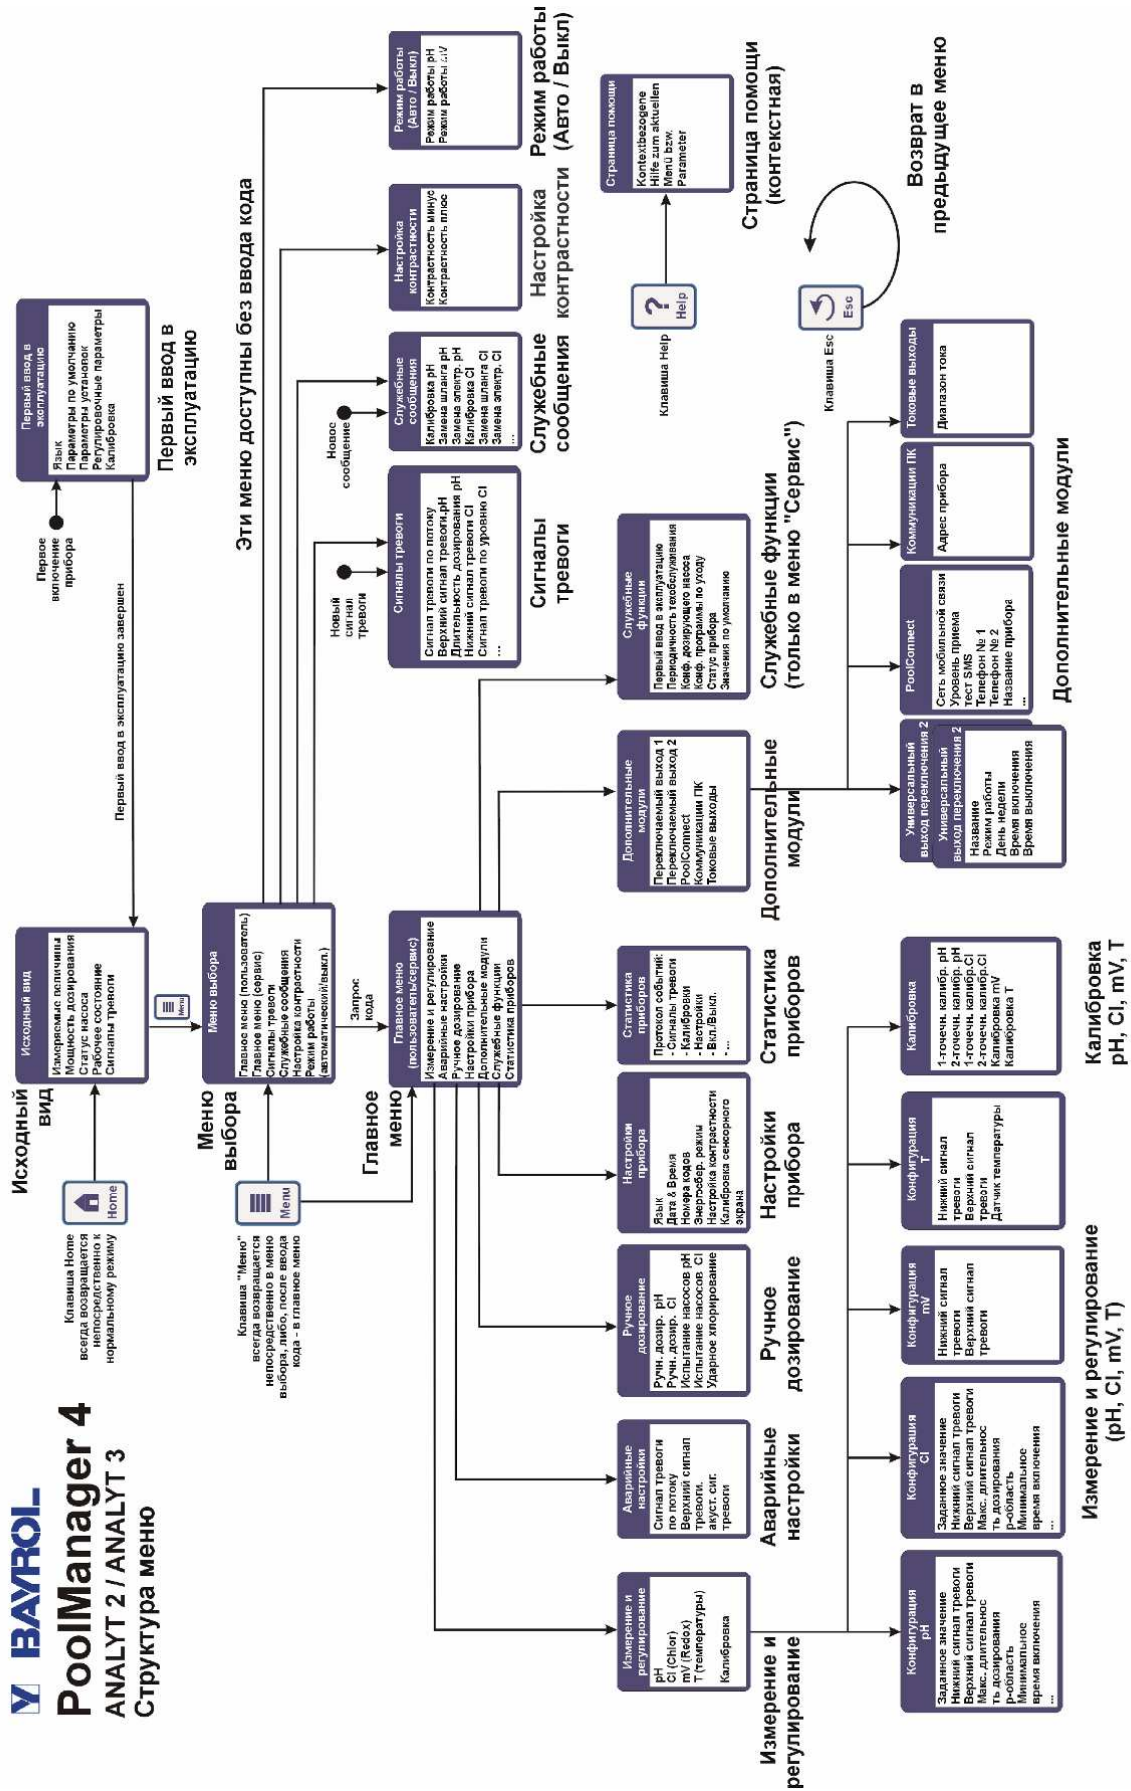 BAYROL
PoolManager 4
ANALYT 2 / ANALYT 3
Структура меню
Клавиша Home
всегда возвращается
непосредственно к
нормальному режиму
Home
Исходный
вид
Исходный вид
Измеряемые величины
Мощность дозирования
Статус насоса
Рабочее состояние
Сигналы тревоги
Первый ввод в эксплуатацию завершен
Первое
включение
прибора
Первый ввод в
эксплуатацию
Язык
Параметры по умолчанию
Параметры установок
Регулировочные параметры
Калибровка
Первый ввод в
эксплуатацию
Menu
Клавиша "Меню"
всегда возвращается
непосредственно в меню
выбора, либо, после ввода
кода - в главное меню
Menu
Меню
выбора
Меню выбора
Главное меню (пользователь)
Главное меню (сервис)
Сигналы тревоги
Служебные сообщения
Настройка контрастности
Режим работы
(автоматический/выкл.)
Эти меню доступны без ввода кода
Запрос
кода
Главное
меню
Главное меню
(пользователь/сервис)
Измерение и регулирование
Аварийные настройки
Ручное дозирование
Настройки прибора
Дополнительные модули
Служебные функции
Статистика приборов
Новый
сигнал
тревоги
Сигналы тревоги
Сигнал тревоги по потоку
Верхний сигнал тревоги.pH
Длительность дозирования pH
Нижний сигнал тревоги Cl
Сигнал тревоги по уровню Cl
...
Сигналы
тревоги
Новое
сообщение
Служебные
сообщения
Калибровка pH
Замена шланга pH
Замена электр. pH
Калибровка Cl
Замена шланга Cl
Замена электр. Cl
...
Служебные
сообщения
Настройка
контрастности
Контрастность минус
Контрастность плюс
Настройка
контрастности
Режим работы
(Авто / Выкл)
Режим работы pH
Режим работы
Режим работы
(Авто / Выкл)
Измерение и
регулирование
pH
Cl (Chlor)
mV (Redox)
T (температуры)
Калибровка
Измерение и
регулирование
Аварийные
настройки
Сигнал тревоги
по потоку
Верхний сигнал
тревоги.
акуст. сиг.
тревоги
Аварийные
настройки
Ручное
дозирование
Ручн. дозир. pH
Ручн. дозир. Cl
Испытание насосов pH
Испытание насосов Cl
Ударное хлорирование
Ручное
дозирование
Настройки
прибора
Язык
Дата & Время
Номера кодов
Энергосбер. режим
Настройка контрастности
Калибровка сенсорного
экрана
Настройки
прибора
Статистика
приборов
Протокол событий:
- Сигналы тревоги
- Калибровки
- Настройки
- Вкл./Выкл.
- ...
Статистика
приборов
Дополнительные
модули
Переключаемый выход 1
Переключаемый выход 2
PoolConnect
Коммуникации ПК
Токовые выходы
Дополнительные
модули
Служебные
функции
Первый ввод в эксплуатацию
Периодичность техобслуживания
Конф. дозирующего насоса
Конф. программы по уходу
Статус прибора
Значения по умолчанию
Служебные функции
(только в меню "Сервис")
Клавиша Help
?
Help
Страница помощи
Kontextbezogene
Hilfe zum aktuellen
Menü bzw.
Parameter
Страница помощи
(контекстная)
Клавиша Esc
Esc
Возврат в
предыдущее меню
Конфигурация
pH
Заданное значение
Нижний сигнал тревоги
Верхний сигнал тревоги
Макс. длительнос
ть дозирования
p-область
Минимальное
время включения
...
Конфигурация
Cl
Заданное значение
Нижний сигнал тревоги
Верхний сигнал тревоги
Макс. длительнос
ть дозирования
p-область
Минимальное
время включения
...
Конфигурация
mV
Нижний сигнал
тревоги
Верхний сигнал
тревоги
Конфигурация
T
Нижний сигнал
тревоги
Верхний сигнал
тревоги
Датчик температуры
Измерение и регулирование
(pH, Cl, mV, T)
Калибровка
1-точечн. калибр. pH
2-точечн. калибр. pH
1-точечн. калибр.Cl
2-точечн. калибр.Cl
Калибровка mV
Калибровка T
Калибровка
pH, Cl, mV, T
Универсальный
выход переключения 2
Универсальный
выход переключения 2
Название
Режим работы
День недели
Время включения
Время выключения
PoolConnect
Сеть мобильной связи
Уровень приема
тест SMS
Телефон № 1
Телефон № 2
Название прибора
...
Коммуникации ПК
Адрес прибора
Токовые выходы
Диапазон тока
Дополнительные модули